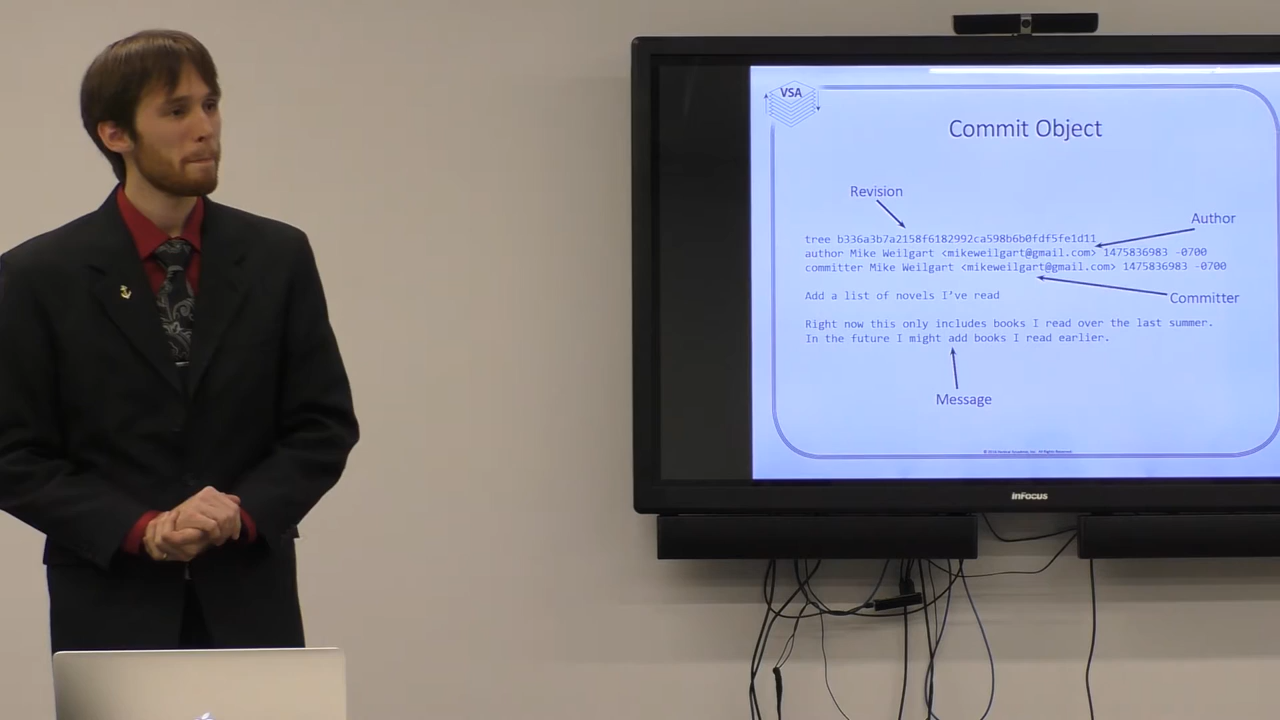 VSA
Commit Object
Revision
Author
tree b336a3b7a2158f6182992ca598b6b0fdf5fe1d11
author Mike Weilgart <mikeweilgart@gmail.com> 1475836983 -0700
committer Mike Weilgart <mikeweilgart@gmail.com> 1475836983 -0700
Add a list of novels I've read
Committer
Right now this only includes books I read over the last summer.
In the future I might add books I read earlier.
Message
InFocus